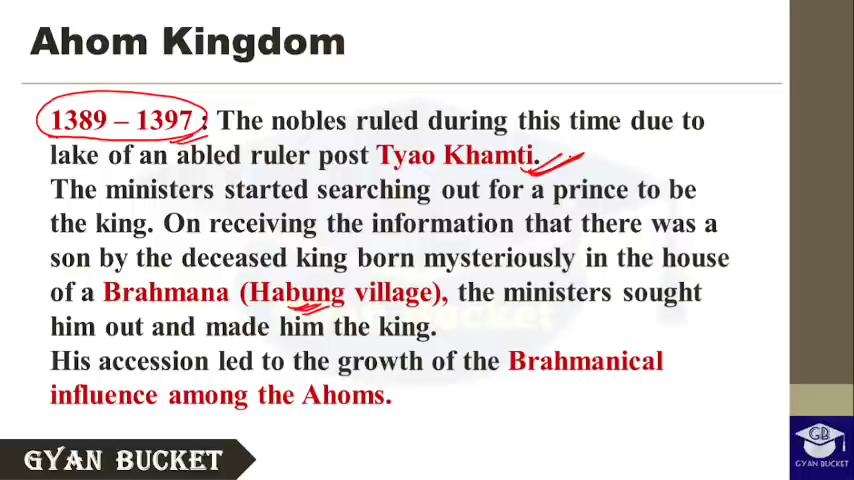 Ahom Kingdom
1389 – 1397 : The nobles ruled during this time due to
lake of an abled ruler post Tyao Khamti.
The ministers started searching out for a prince to be
the king. On receiving the information that there was a
son by the deceased king born mysteriously in the house
of a Brahmana (Habung village), the ministers sought
him out and made him the king.
His accession led to the growth of the Brahmanical
influence among the Ahoms.
GYAN BUCKET
GB
GYAN BUCKET